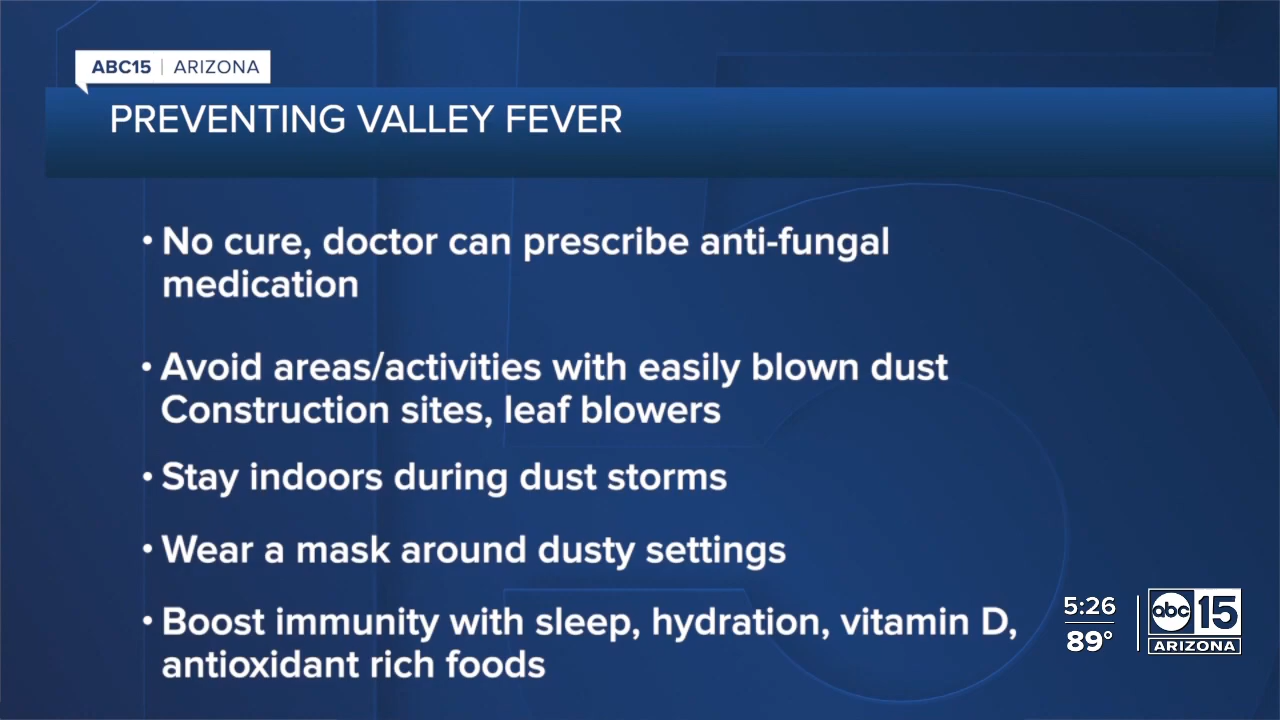 ABC15 | ARIZONA
PREVENTING VALLEY FEVER
• No cure, doctor can prescribe anti-fungal
medication
• Avoid areas/activities with easily blown dust
Construction sites, leaf blowers
• Stay indoors during dust storms
• Wear a mask around dusty settings
• Boost immunity with sleep, hydration, vitamin D,
antioxidant rich foods
5:26
89°
abc 15
ARIZONA